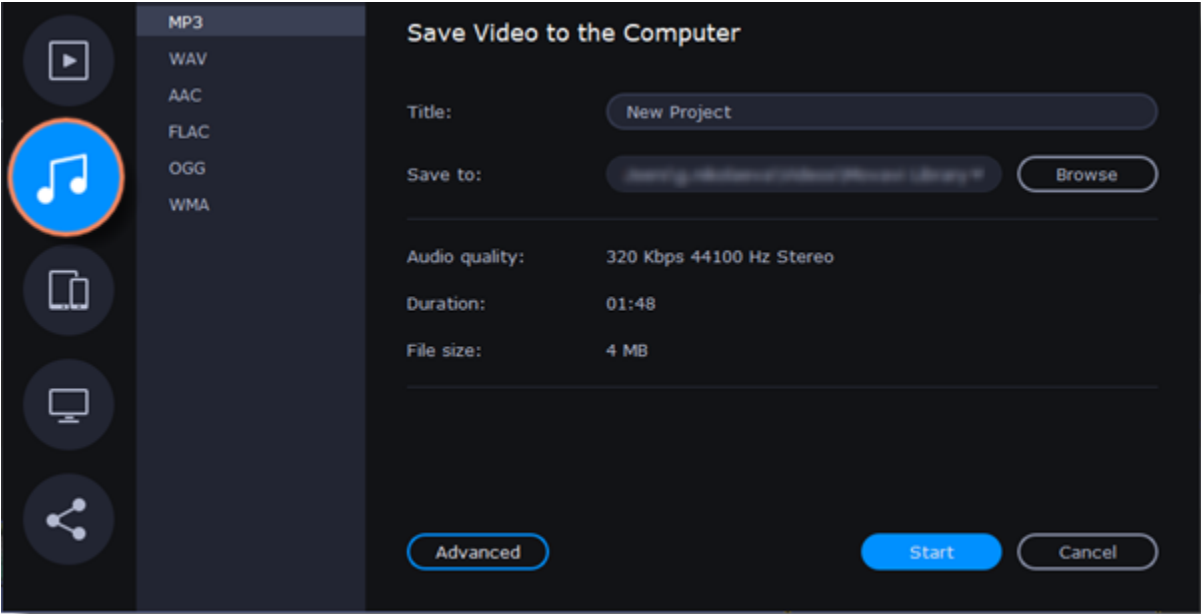 MP3
WAV
AAC
FLAC
OGG
WMA
Save Video to the Computer
Title: New Project
Save to: Browse
Audio quality: 320 Kbps 44100 Hz Stereo
Duration: 01:48
File size: 4 MB
Advanced Start Cancel